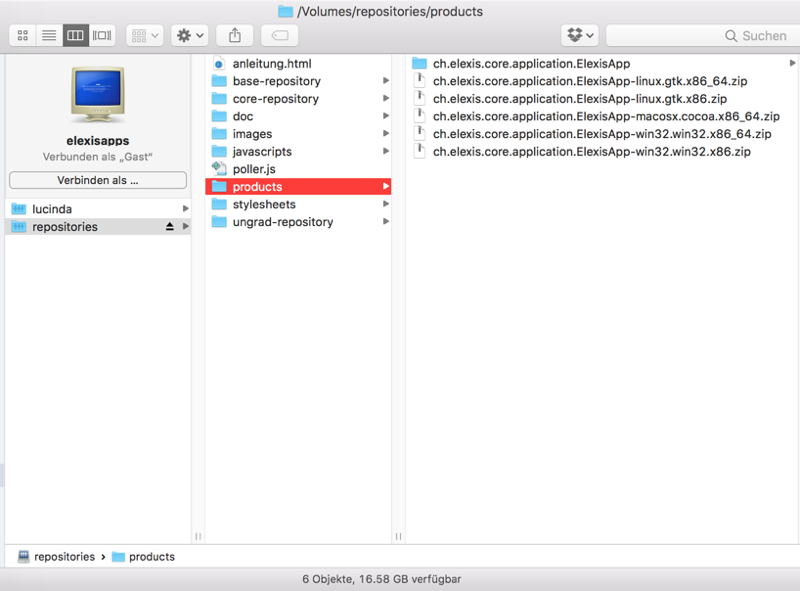 /Volumes/repositories/products
Suchen
elexisapps
Verbunden als „Gast“
Verbinden als ...
lucinda
repositories
anleitung.html
base-repository
core-repository
doc
images
javascripts
poller.js
products
stylesheets
ungrad-repository
ch.elexis.core.application.ElexisApp
ch.elexis.core.application.ElexisApp-linux.gtk.x86_64.zip
ch.elexis.core.application.ElexisApp-linux.gtk.x86.zip
ch.elexis.core.application.ElexisApp-macosx.cocoa.x86_64.zip
ch.elexis.core.application.ElexisApp-win32.win32.x86_64.zip
ch.elexis.core.application.ElexisApp-win32.win32.x86.zip
repositories › products
6 Objekte, 16.58 GB verfügbar